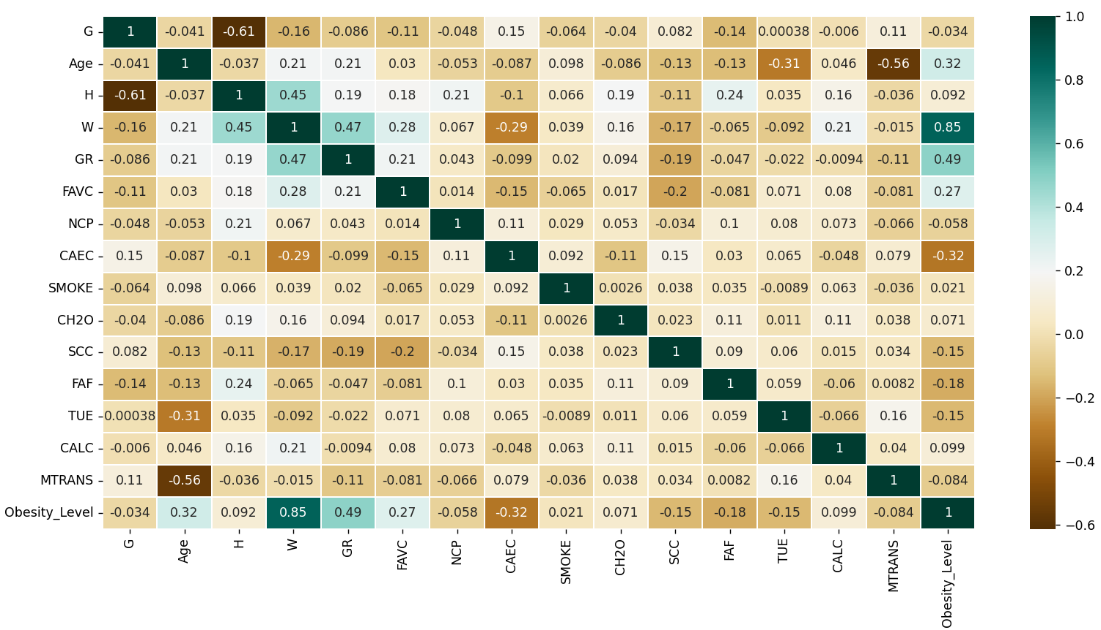 G 1 -0.041 -0.61 -0.16 -0.086 -0.11 -0.048 0.15 -0.064 -0.04 0.082 -0.14 0.00038 -0.006 0.11 -0.034
Age -0.041 1 -0.037 0.21 0.21 0.03 -0.053 -0.087 0.098 -0.086 -0.13 -0.13 -0.31 0.046 -0.56 0.32
H -0.61 -0.037 1 0.45 0.19 0.18 0.21 -0.1 0.066 0.19 -0.11 0.24 0.035 0.16 -0.036 0.092
W -0.16 0.21 0.45 1 0.47 0.28 0.067 -0.29 0.039 0.16 -0.17 -0.065 -0.092 0.21 -0.015 0.85
GR -0.086 0.21 0.19 0.47 1 0.21 0.043 -0.099 0.02 0.094 -0.19 -0.047 -0.022 -0.0094 -0.11 0.49
FAVC -0.11 0.03 0.18 0.28 0.21 1 0.014 -0.15 -0.065 0.017 -0.2 -0.081 0.071 0.08 -0.081 0.27
NCP -0.048 -0.053 0.21 0.067 0.043 0.014 1 0.11 0.029 0.053 -0.034 0.1 0.08 0.073 -0.066 -0.058
CAEC 0.15 -0.087 -0.1 -0.29 -0.099 -0.15 0.11 1 0.092 -0.11 0.15 0.03 0.065 -0.048 0.079 -0.32
SMOKE -0.064 0.098 0.066 0.039 0.02 -0.065 0.029 0.092 1 0.0026 0.038 0.035 -0.0089 0.063 -0.036 0.021
CH2O -0.04 -0.086 0.19 0.16 0.094 0.017 0.053 -0.11 0.0026 1 0.023 0.11 0.011 0.11 0.038 0.071
SCC 0.082 -0.13 -0.11 -0.17 -0.19 -0.2 -0.034 0.15 0.038 0.023 1 0.09 0.06 0.015 0.034 -0.15
FAF -0.14 -0.13 0.24 -0.065 -0.047 -0.081 0.1 0.03 0.035 0.11 0.09 1 0.059 -0.06 0.0082 -0.18
TUE 0.00038 -0.31 0.035 -0.092 -0.022 0.071 0.08 0.065 -0.0089 0.011 0.06 0.059 1 -0.066 0.16 -0.15
CALC -0.006 0.046 0.16 0.21 -0.0094 0.08 0.073 -0.048 0.063 0.11 0.015 -0.06 -0.066 1 0.04 0.099
MTRANS 0.11 -0.56 -0.036 -0.015 -0.11 -0.081 -0.066 0.079 -0.036 0.038 0.034 0.0082 0.16 0.04 1 -0.084
Obesity_Level -0.034 0.32 0.092 0.85 0.49 0.27 -0.058 -0.32 0.021 0.071 -0.15 -0.18 -0.15 0.099 -0.084 1
G Age H W GR FAVC NCP CAEC SMOKE CH2O SCC FAF TUE CALC MTRANS Obesity_Level
1.0
0.8
0.6
0.4
0.2
0.0
−0.2
−0.4
−0.6